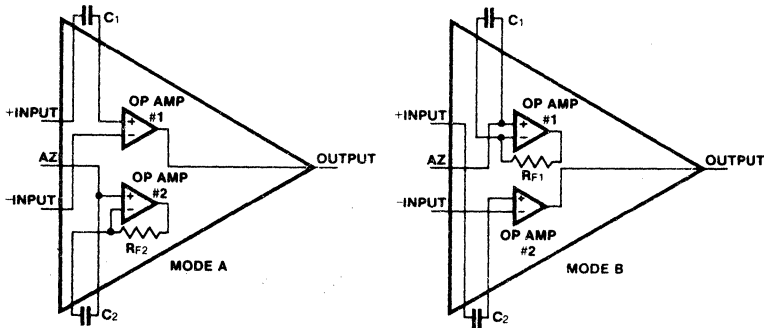 C1
OP AMP
#1
+INPUT
+
−
AZ
OP AMP
#2
OUTPUT
−INPUT
+
−
RF2
MODE A
C2
C1
+INPUT
OP AMP
#1
+
−
AZ
RF1
OUTPUT
−INPUT
+
−
OP AMP
#2
MODE B
C2